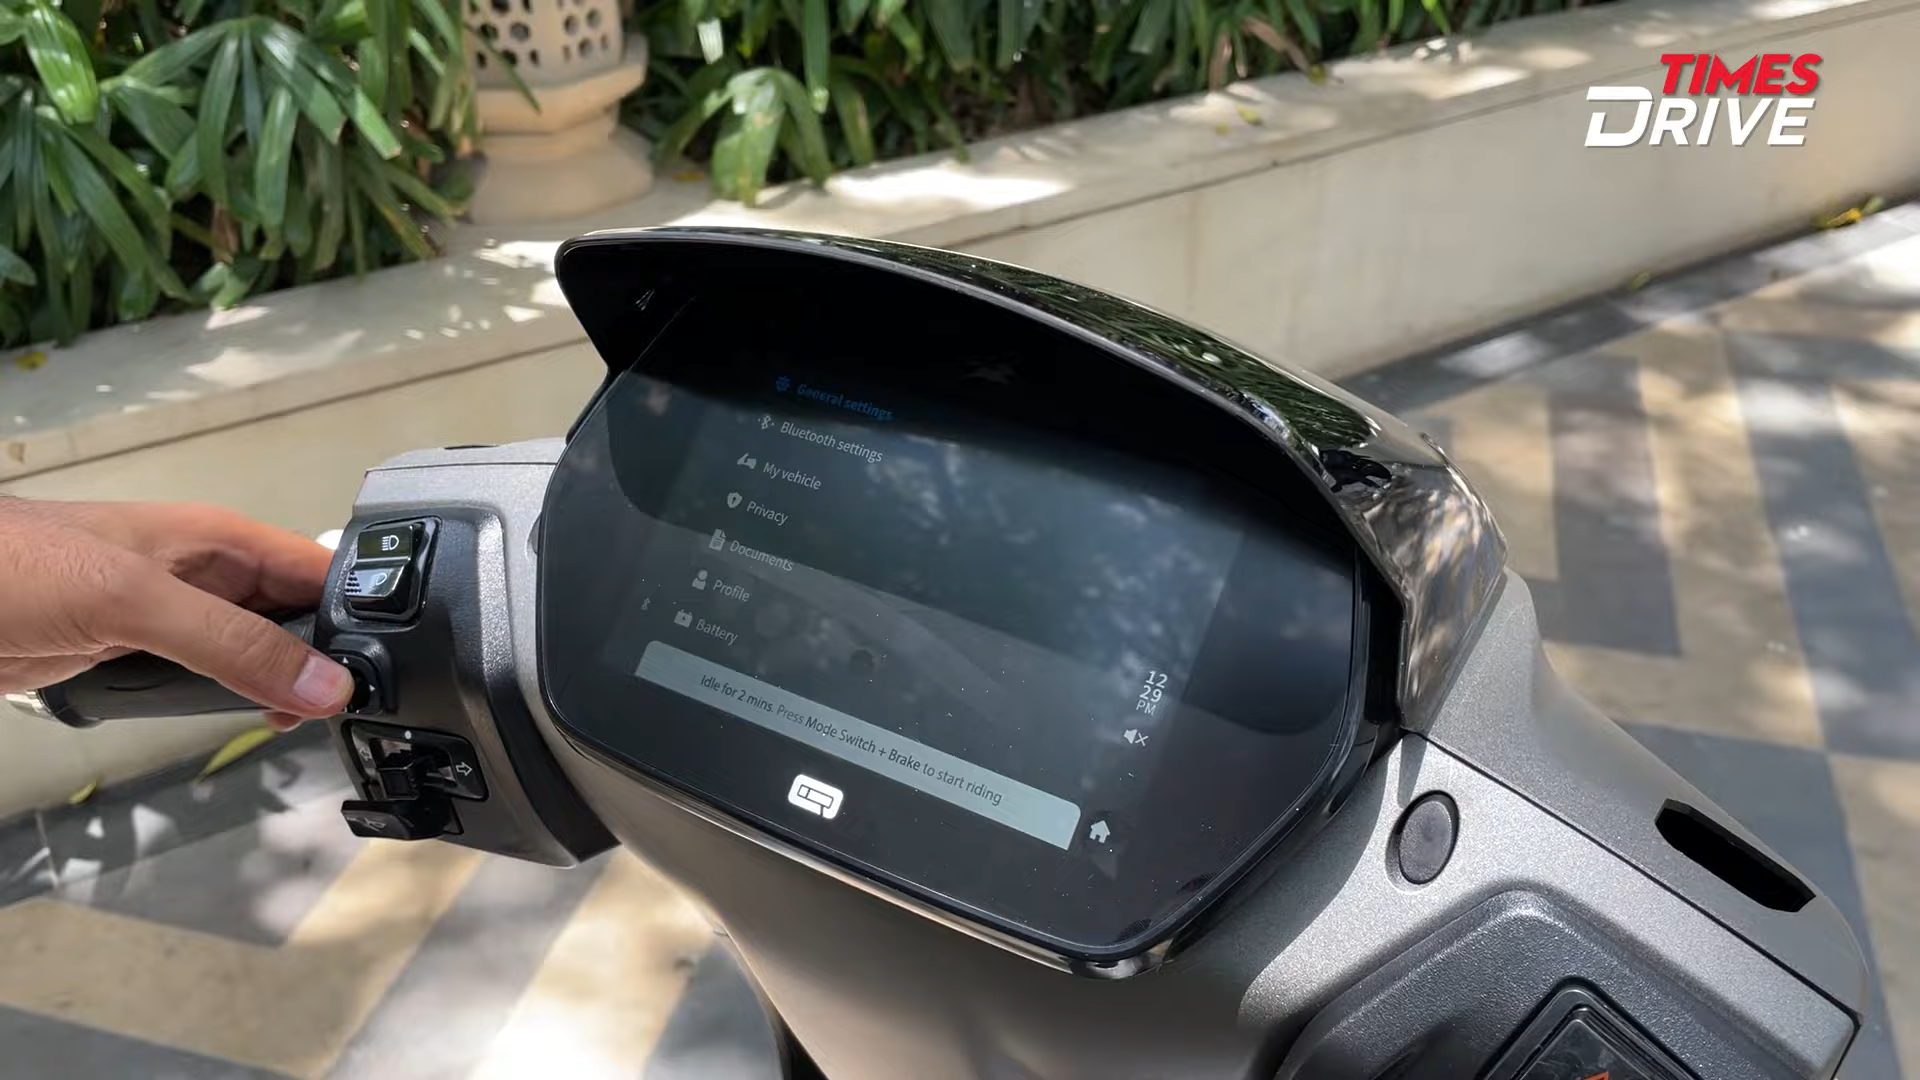 TIMES
DRIVE
General settings
Bluetooth settings
My vehicle
Privacy
Documents
Profile
Battery
Idle for 2 mins. Press Mode Switch + Brake to start riding
12
29
PM